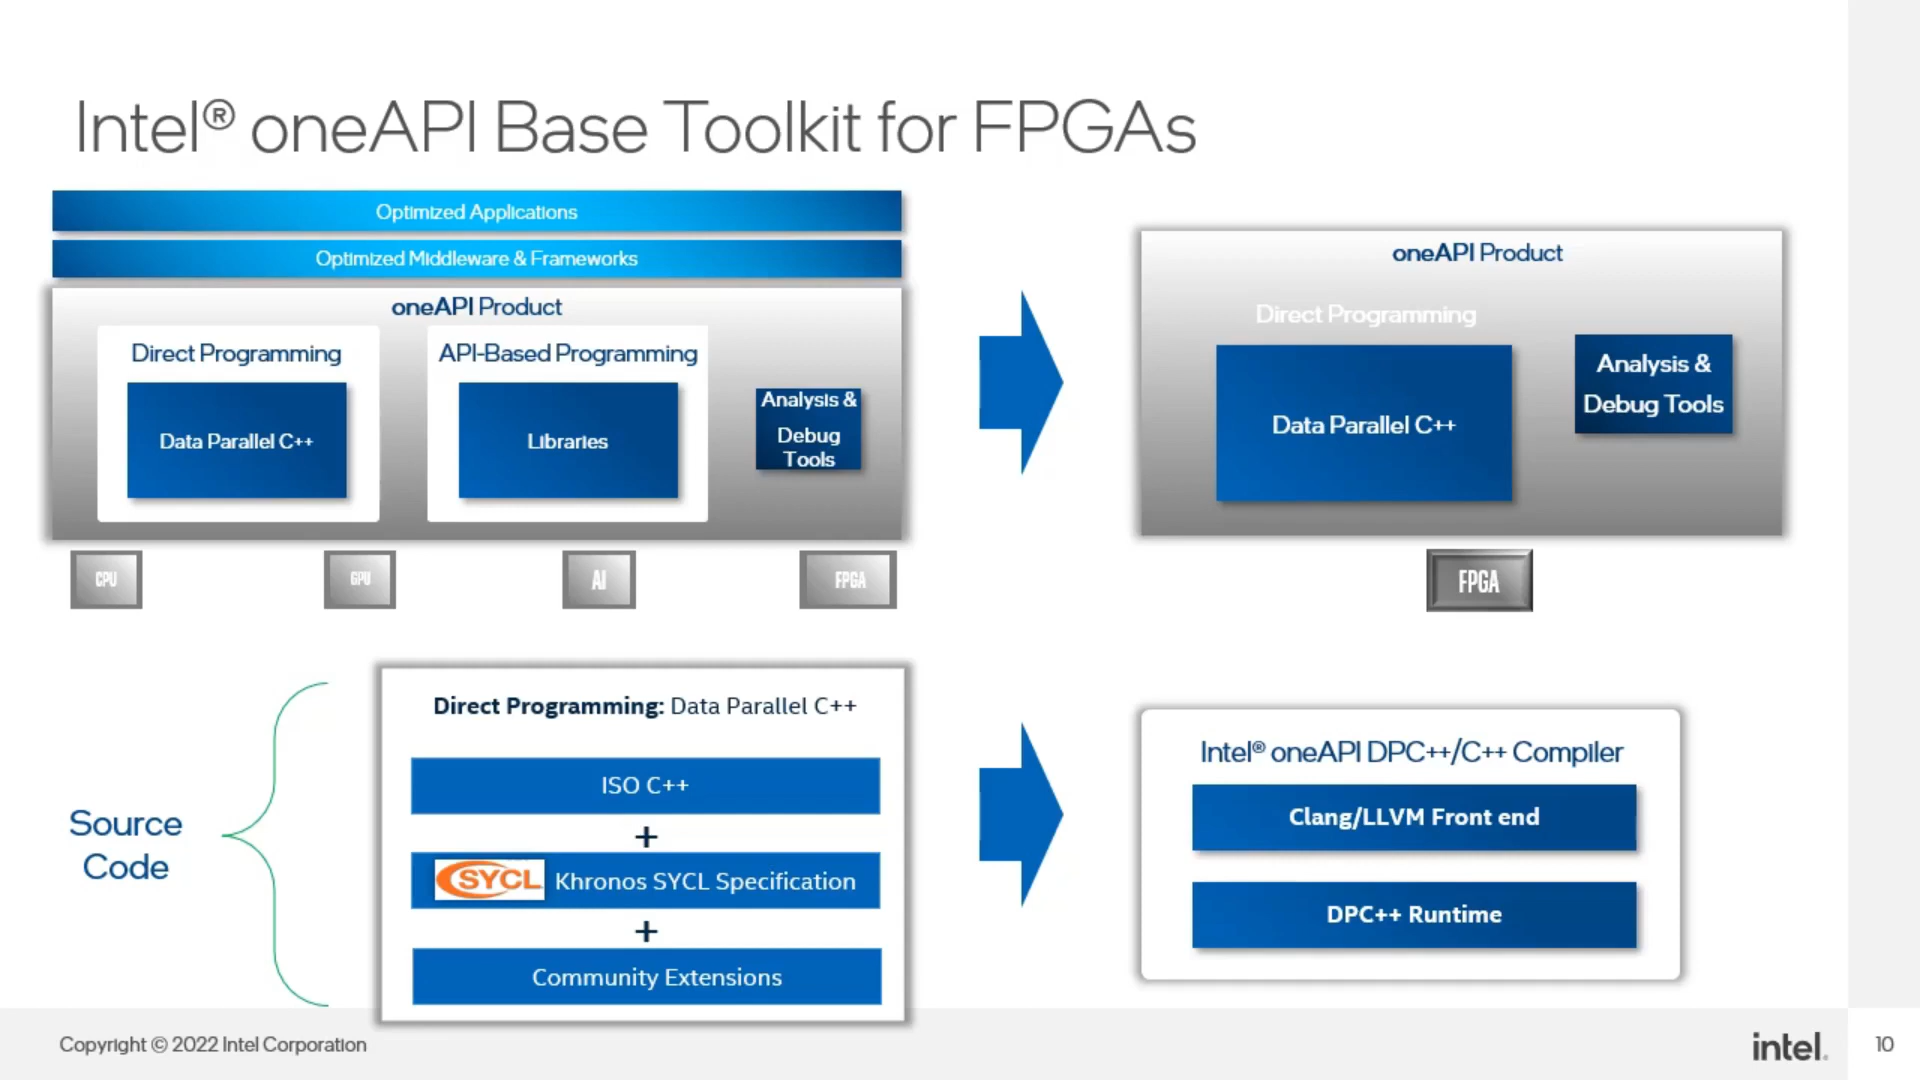 Intel® oneAPI Base Toolkit for FPGAs
Optimized Applications
Optimized Middleware & Frameworks
oneAPI Product
Direct Programming
Data Parallel C++
API-Based Programming
Libraries
Analysis &
Debug
Tools
CPU
GPU
AI
FPGA
oneAPI Product
Direct Programming
Data Parallel C++
Analysis &
Debug Tools
FPGA
Source
Code
Direct Programming: Data Parallel C++
ISO C++
+
SYCL Khronos SYCL Specification
+
Community Extensions
Intel® oneAPI DPC++/C++ Compiler
Clang/LLVM Front end
DPC++ Runtime
Copyright © 2022 Intel Corporation
intel.
10